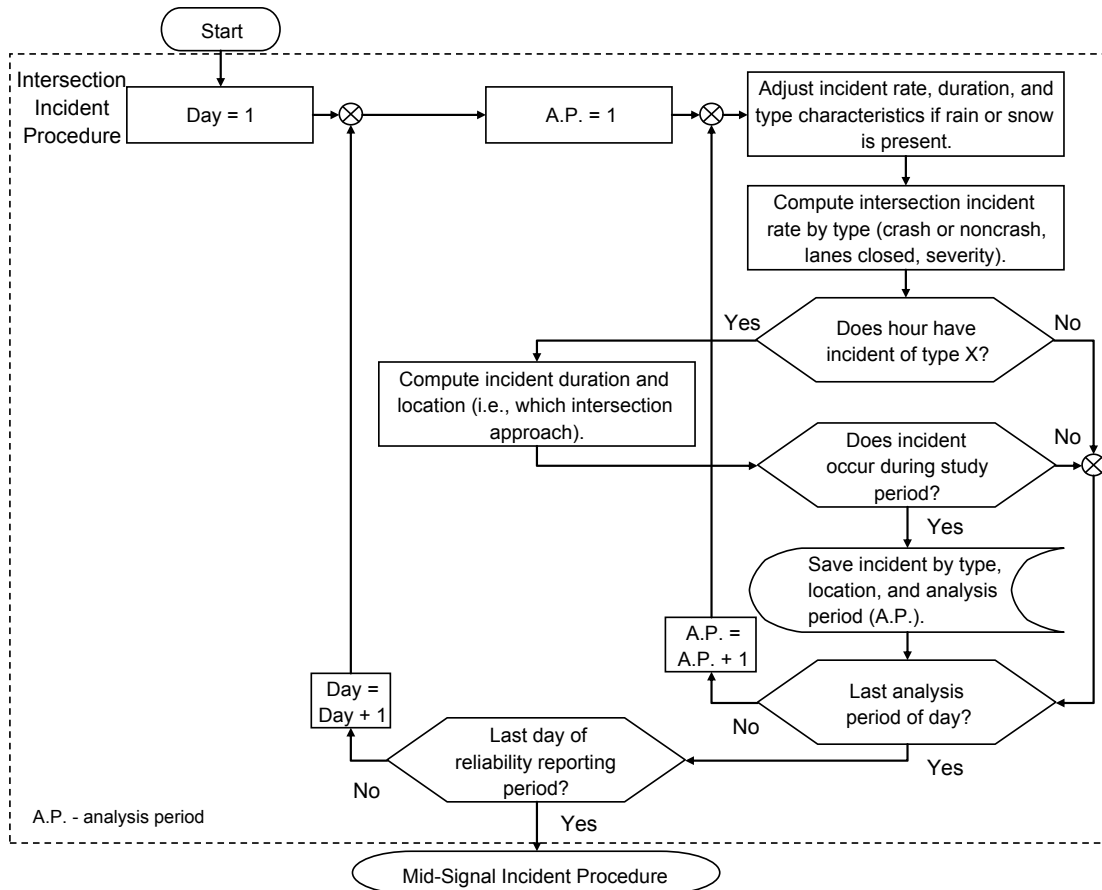 Start
Intersection
Incident
Procedure
Day = 1
A.P. = 1
Adjust incident rate, duration, and
type characteristics if rain or snow
is present.
Compute intersection incident
rate by type (crash or noncrash,
lanes closed, severity).
Yes
Does hour have
incident of type X?
No
Compute incident duration and
location (i.e., which intersection
approach).
Does incident
occur during study
period?
No
Yes
Save incident by type,
location, and analysis
period (A.P.).
A.P. =
A.P. + 1
Last analysis
period of day?
No
Yes
Day =
Day + 1
Last day of
reliability reporting
period?
No
Yes
A.P. - analysis period
Mid-Signal Incident Procedure